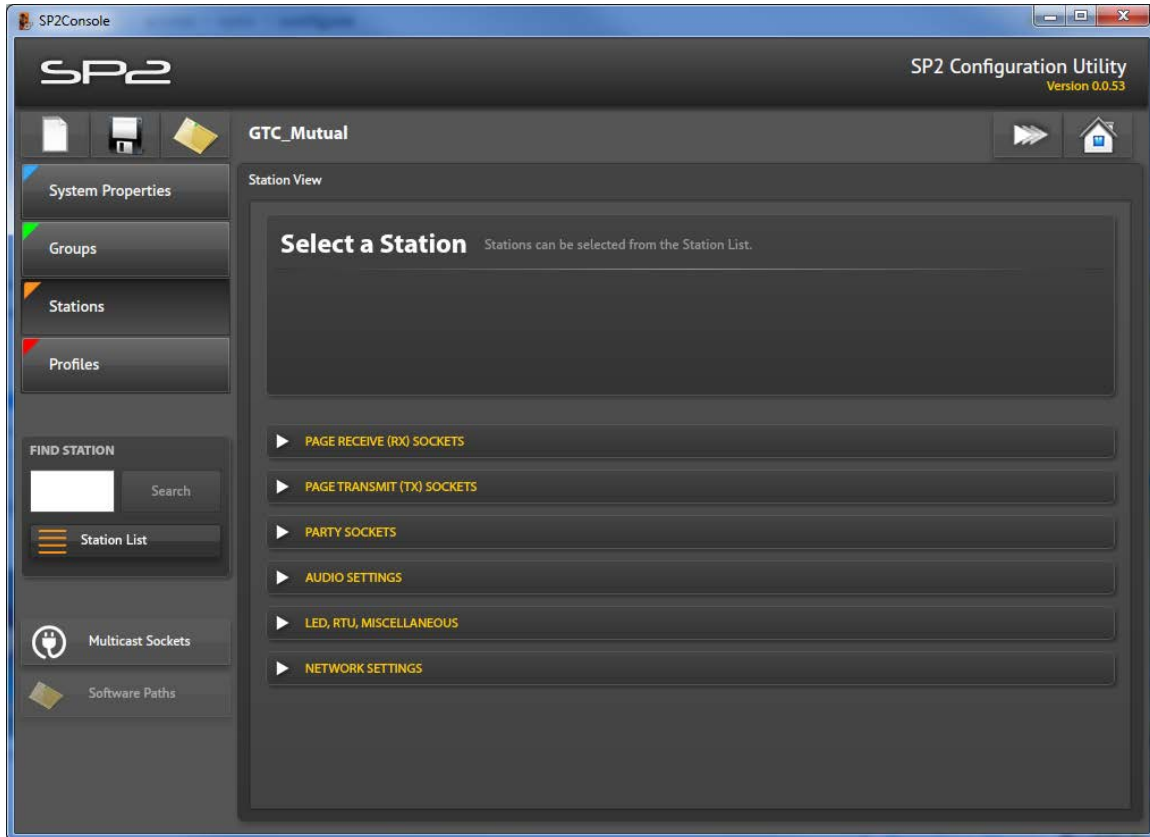 SP2Console
SP2
SP2 Configuration Utility
Version 0.0.53
GTC_Mutual
System Properties
Groups
Stations
Profiles
FIND STATION
Search
Station List
Multicast Sockets
Software Paths
Station View
Select a Station Stations can be selected from the Station List.
PAGE RECEIVE (RX) SOCKETS
PAGE TRANSMIT (TX) SOCKETS
PARTY SOCKETS
AUDIO SETTINGS
LED, RTU, MISCELLANEOUS
NETWORK SETTINGS